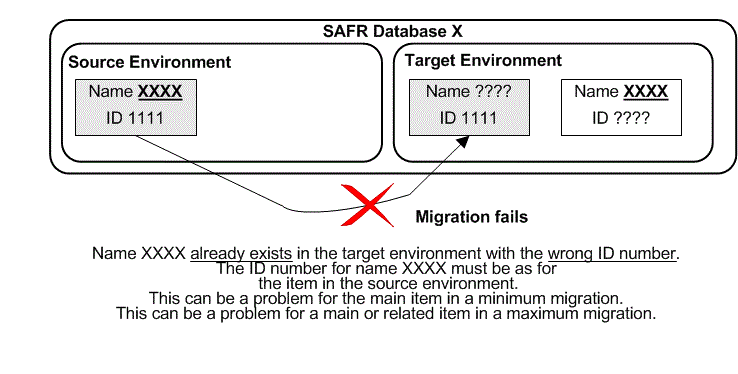 SAFR Database X
Source Environment
Target Environment
Name XXXX
ID 1111
Name ????
ID 1111
Name XXXX
ID ????
Migration fails
Name XXXX already exists in the target environment with the wrong ID number.
The ID number for name XXXX must be as for
the item in the source environment.
This can be a problem for the main item in a minimum migration.
This can be a problem for a main or related item in a maximum migration.